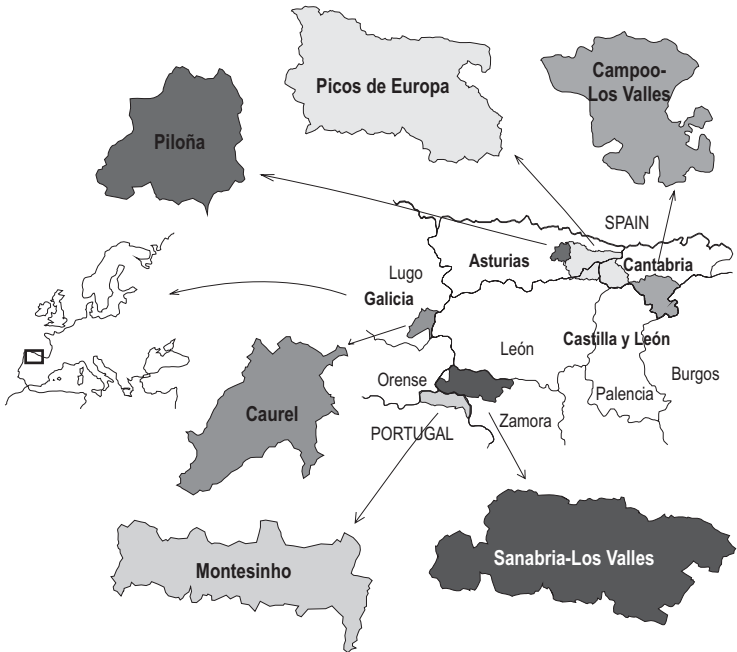 Picos de Europa
Campoo-
Los Valles
Piloña
SPAIN
Asturias
Cantabria
Lugo
Galicia
León
Castilla y León
Burgos
Orense
Palencia
Zamora
PORTUGAL
Caurel
Montesinho
Sanabria-Los Valles